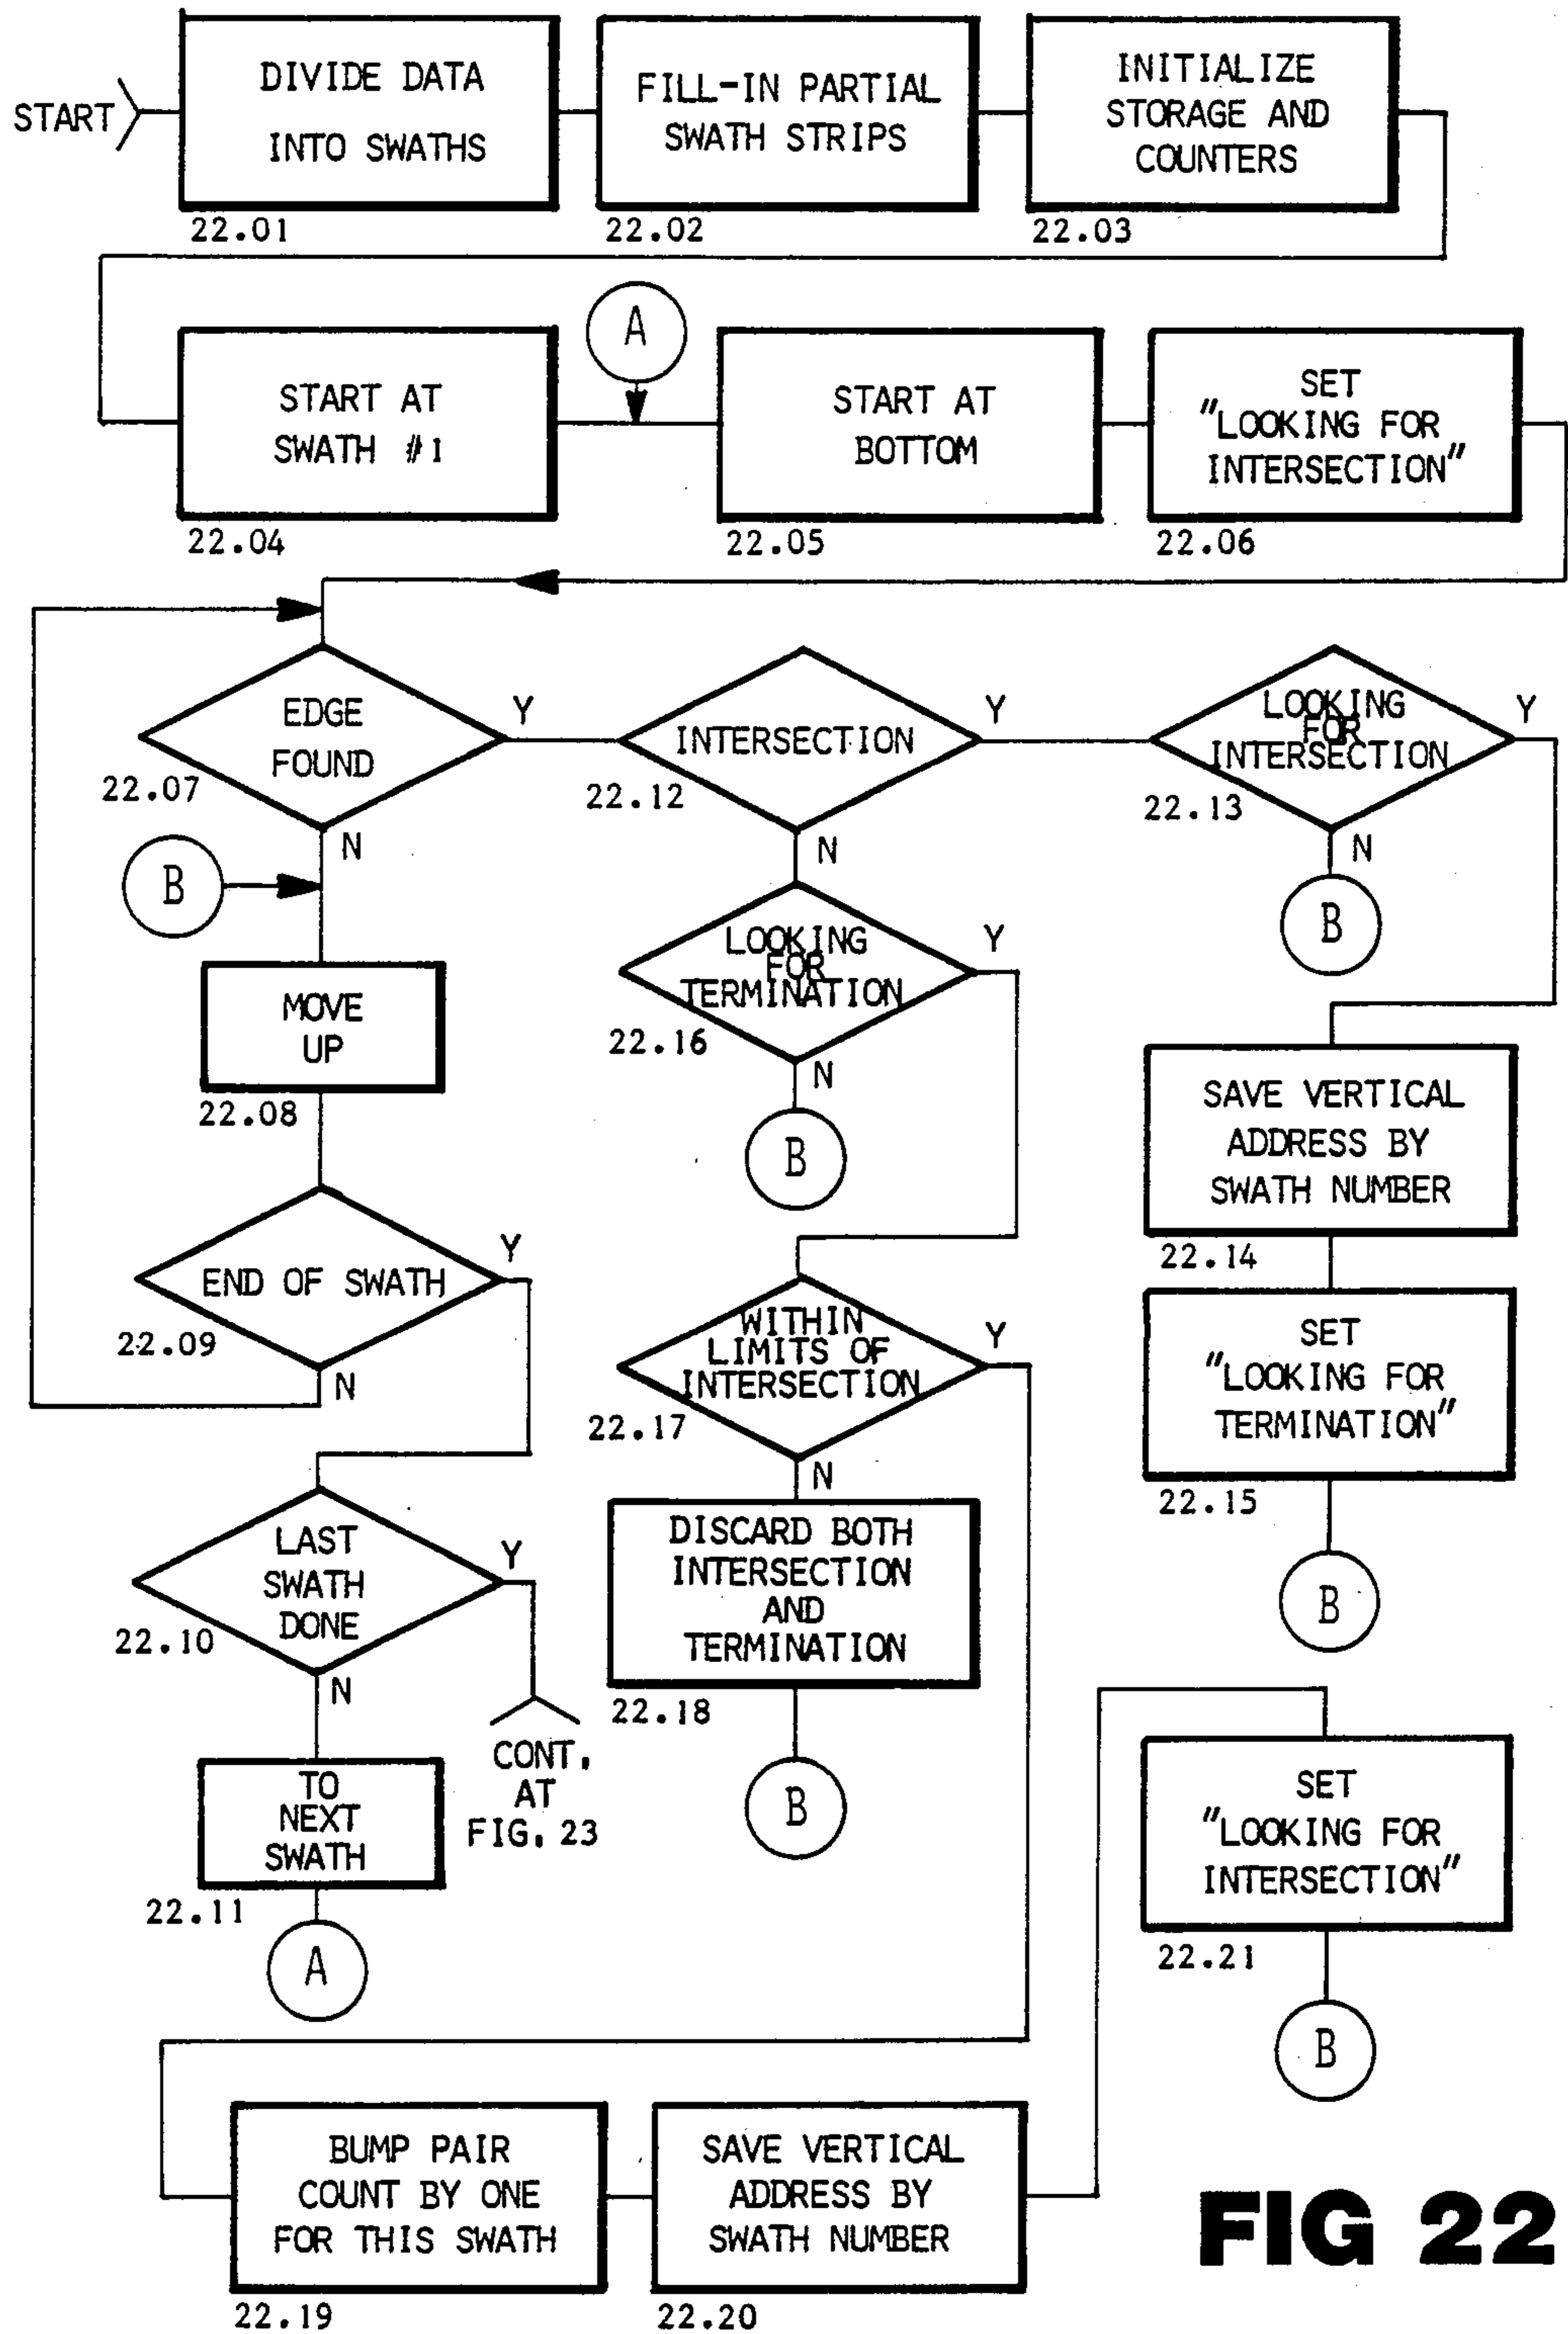 START
DIVIDE DATA
INTO SWATHS
22.01
FILL-IN PARTIAL
SWATH STRIPS
22.02
INITIALIZE
STORAGE AND
COUNTERS
22.03
START AT
SWATH #1
22.04
A
START AT
BOTTOM
22.05
SET
"LOOKING FOR
INTERSECTION"
22.06
EDGE
FOUND
22.07
Y
N
INTERSECTION
22.12
Y
N
LOOKING
FOR
INTERSECTION
22.13
Y
N
B
B
MOVE
UP
22.08
LOOKING
FOR
TERMINATION
22.16
Y
N
B
SAVE VERTICAL
ADDRESS BY
SWATH NUMBER
22.14
END OF SWATH
22.09
Y
N
WITHIN
LIMITS OF
INTERSECTION
22.17
Y
N
SET
"LOOKING FOR
TERMINATION"
22.15
B
LAST
SWATH
DONE
22.10
Y
N
CONT.
AT
FIG. 23
DISCARD BOTH
INTERSECTION
AND
TERMINATION
22.18
B
TO
NEXT
SWATH
22.11
A
SET
"LOOKING FOR
INTERSECTION"
22.21
B
BUMP PAIR
COUNT BY ONE
FOR THIS SWATH
22.19
SAVE VERTICAL
ADDRESS BY
SWATH NUMBER
22.20
FIG 22